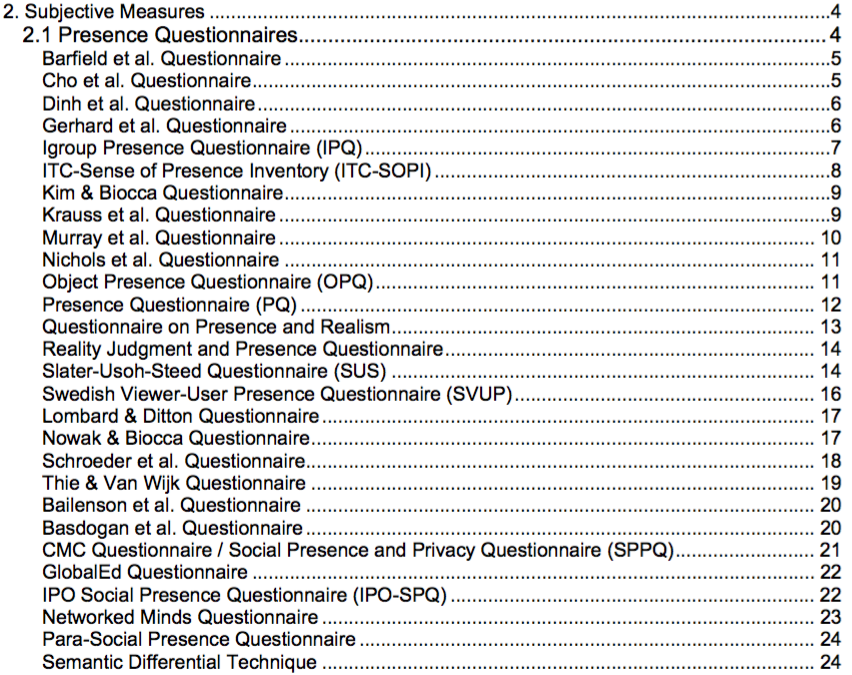 2. Subjective Measures ........................................................................................................4
2.1 Presence Questionnaires.........................................................................................4
Barfield et al. Questionnaire ...........................................................................................5
Cho et al. Questionnaire.................................................................................................5
Dinh et al. Questionnaire................................................................................................6
Gerhard et al. Questionnaire ..........................................................................................6
Igroup Presence Questionnaire (IPQ).............................................................................7
ITC-Sense of Presence Inventory (ITC-SOPI) ................................................................8
Kim & Biocca Questionnaire...........................................................................................9
Krauss et al. Questionnaire ............................................................................................9
Murray et al. Questionnaire .......................................................................................... 10
Nichols et al. Questionnaire ......................................................................................... 11
Object Presence Questionnaire (OPQ)......................................................................... 11
Presence Questionnaire (PQ) ...................................................................................... 12
Questionnaire on Presence and Realism...................................................................... 13
Reality Judgment and Presence Questionnaire............................................................. 14
Slater-Usoh-Steed Questionnaire (SUS) ...................................................................... 14
Swedish Viewer-User Presence Questionnaire (SVUP)................................................. 16
Lombard & Ditton Questionnaire .................................................................................. 17
Nowak & Biocca Questionnaire.................................................................................... 17
Schroeder et al. Questionnaire..................................................................................... 18
Thie & Van Wijk Questionnaire .................................................................................... 19
Bailenson et al. Questionnaire ..................................................................................... 20
Basdogan et al. Questionnaire ..................................................................................... 20
CMC Questionnaire / Social Presence and Privacy Questionnaire (SPPQ)........................ 21
GlobalEd Questionnaire .............................................................................................. 22
IPO Social Presence Questionnaire (IPO-SPQ) ............................................................ 22
Networked Minds Questionnaire .................................................................................. 23
Para-Social Presence Questionnaire ............................................................................ 24
Semantic Differential Technique .................................................................................. 24